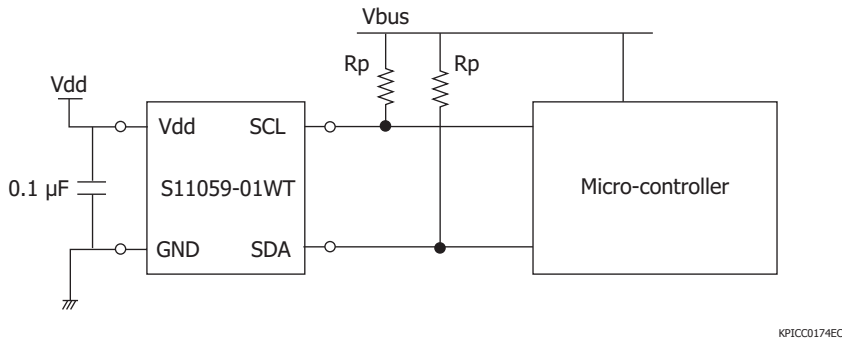 Vbus
Rp
Rp
Vdd
Vdd
SCL
0.1 µF
S11059-01WT
Micro-controller
GND
SDA
KPICC0174EC